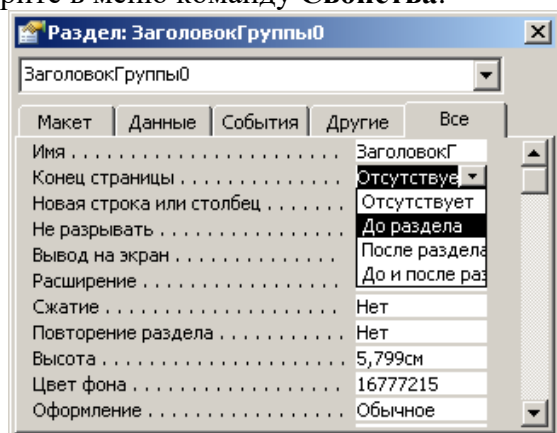 рите в меню команду Свойства.
Раздел: ЗаголовокГруппы0
ЗаголовокГруппы0
Макет Данные События Другие Все
Имя . . . . . . . . . . . . . . . . . . . . . . . ЗаголовокГ
Конец страницы . . . . . . . . . . . . . Отсутствуе
Новая строка или столбец . . . . . . . Отсутствует
Не разрывать . . . . . . . . . . . . . . . До раздела
Вывод на экран . . . . . . . . . . . . . . После раздела
Расширение . . . . . . . . . . . . . . . . До и после раз
Сжатие . . . . . . . . . . . . . . . . . . . . Нет
Повторение раздела . . . . . . . . . . Нет
Высота . . . . . . . . . . . . . . . . . . . . 5,799см
Цвет фона . . . . . . . . . . . . . . . . . 16777215
Оформление . . . . . . . . . . . . . . . . Обычное